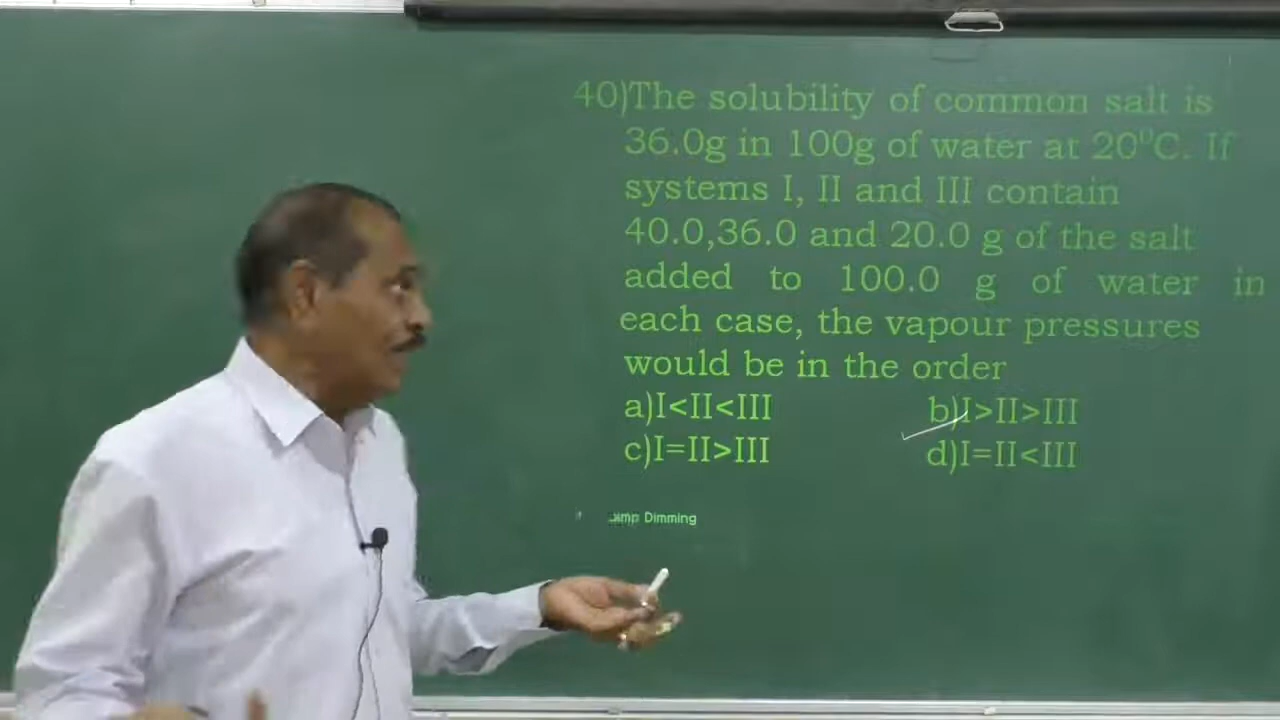 40)The solubility of common salt is
36.0g in 100g of water at 20⁰C. If
systems I, II and III contain
40.0,36.0 and 20.0 g of the salt
added to 100.0 g of water in
each case, the vapour pressures
would be in the order
a)I<II<III b)I>II>III
c)I=II>III d)I=II<III
Dimming